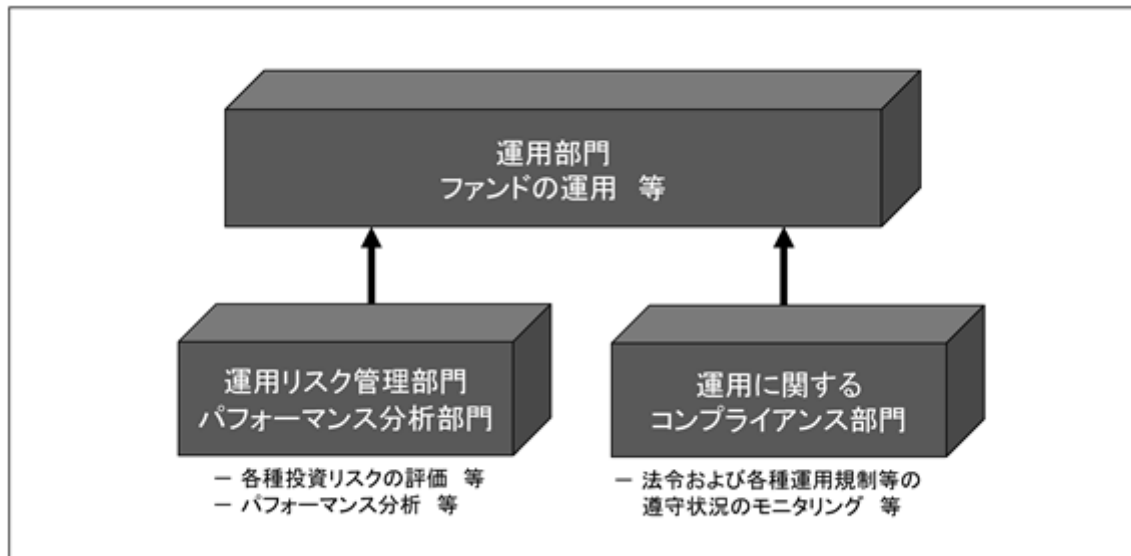 運用部門
ファンドの運用 等
運用リスク管理部門
パフォーマンス分析部門
－ 各種投資リスクの評価 等
－ パフォーマンス分析 等
運用に関する
コンプライアンス部門
－ 法令および各種運用規制等の
遵守状況のモニタリング 等